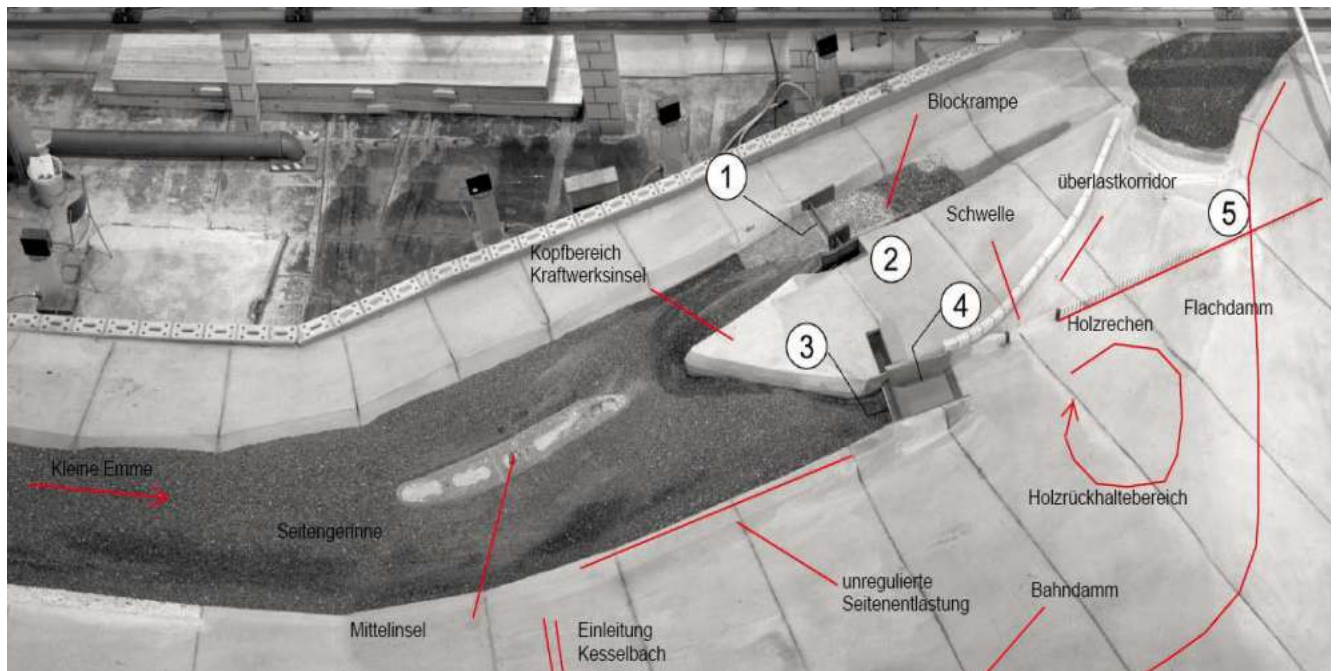 Blockrampe
1
überlastkorridor
Schwelle
5
Kopfbereich
Kraftwerksinsel
2
4
Flachdamm
Holzrechen
3
Kleine Emme
Holzrückhaltebereich
Seitengerinne
unregulierte
Seitenentlastung
Bahndamm
Mittelinsel
Einleitung
Kesselbach